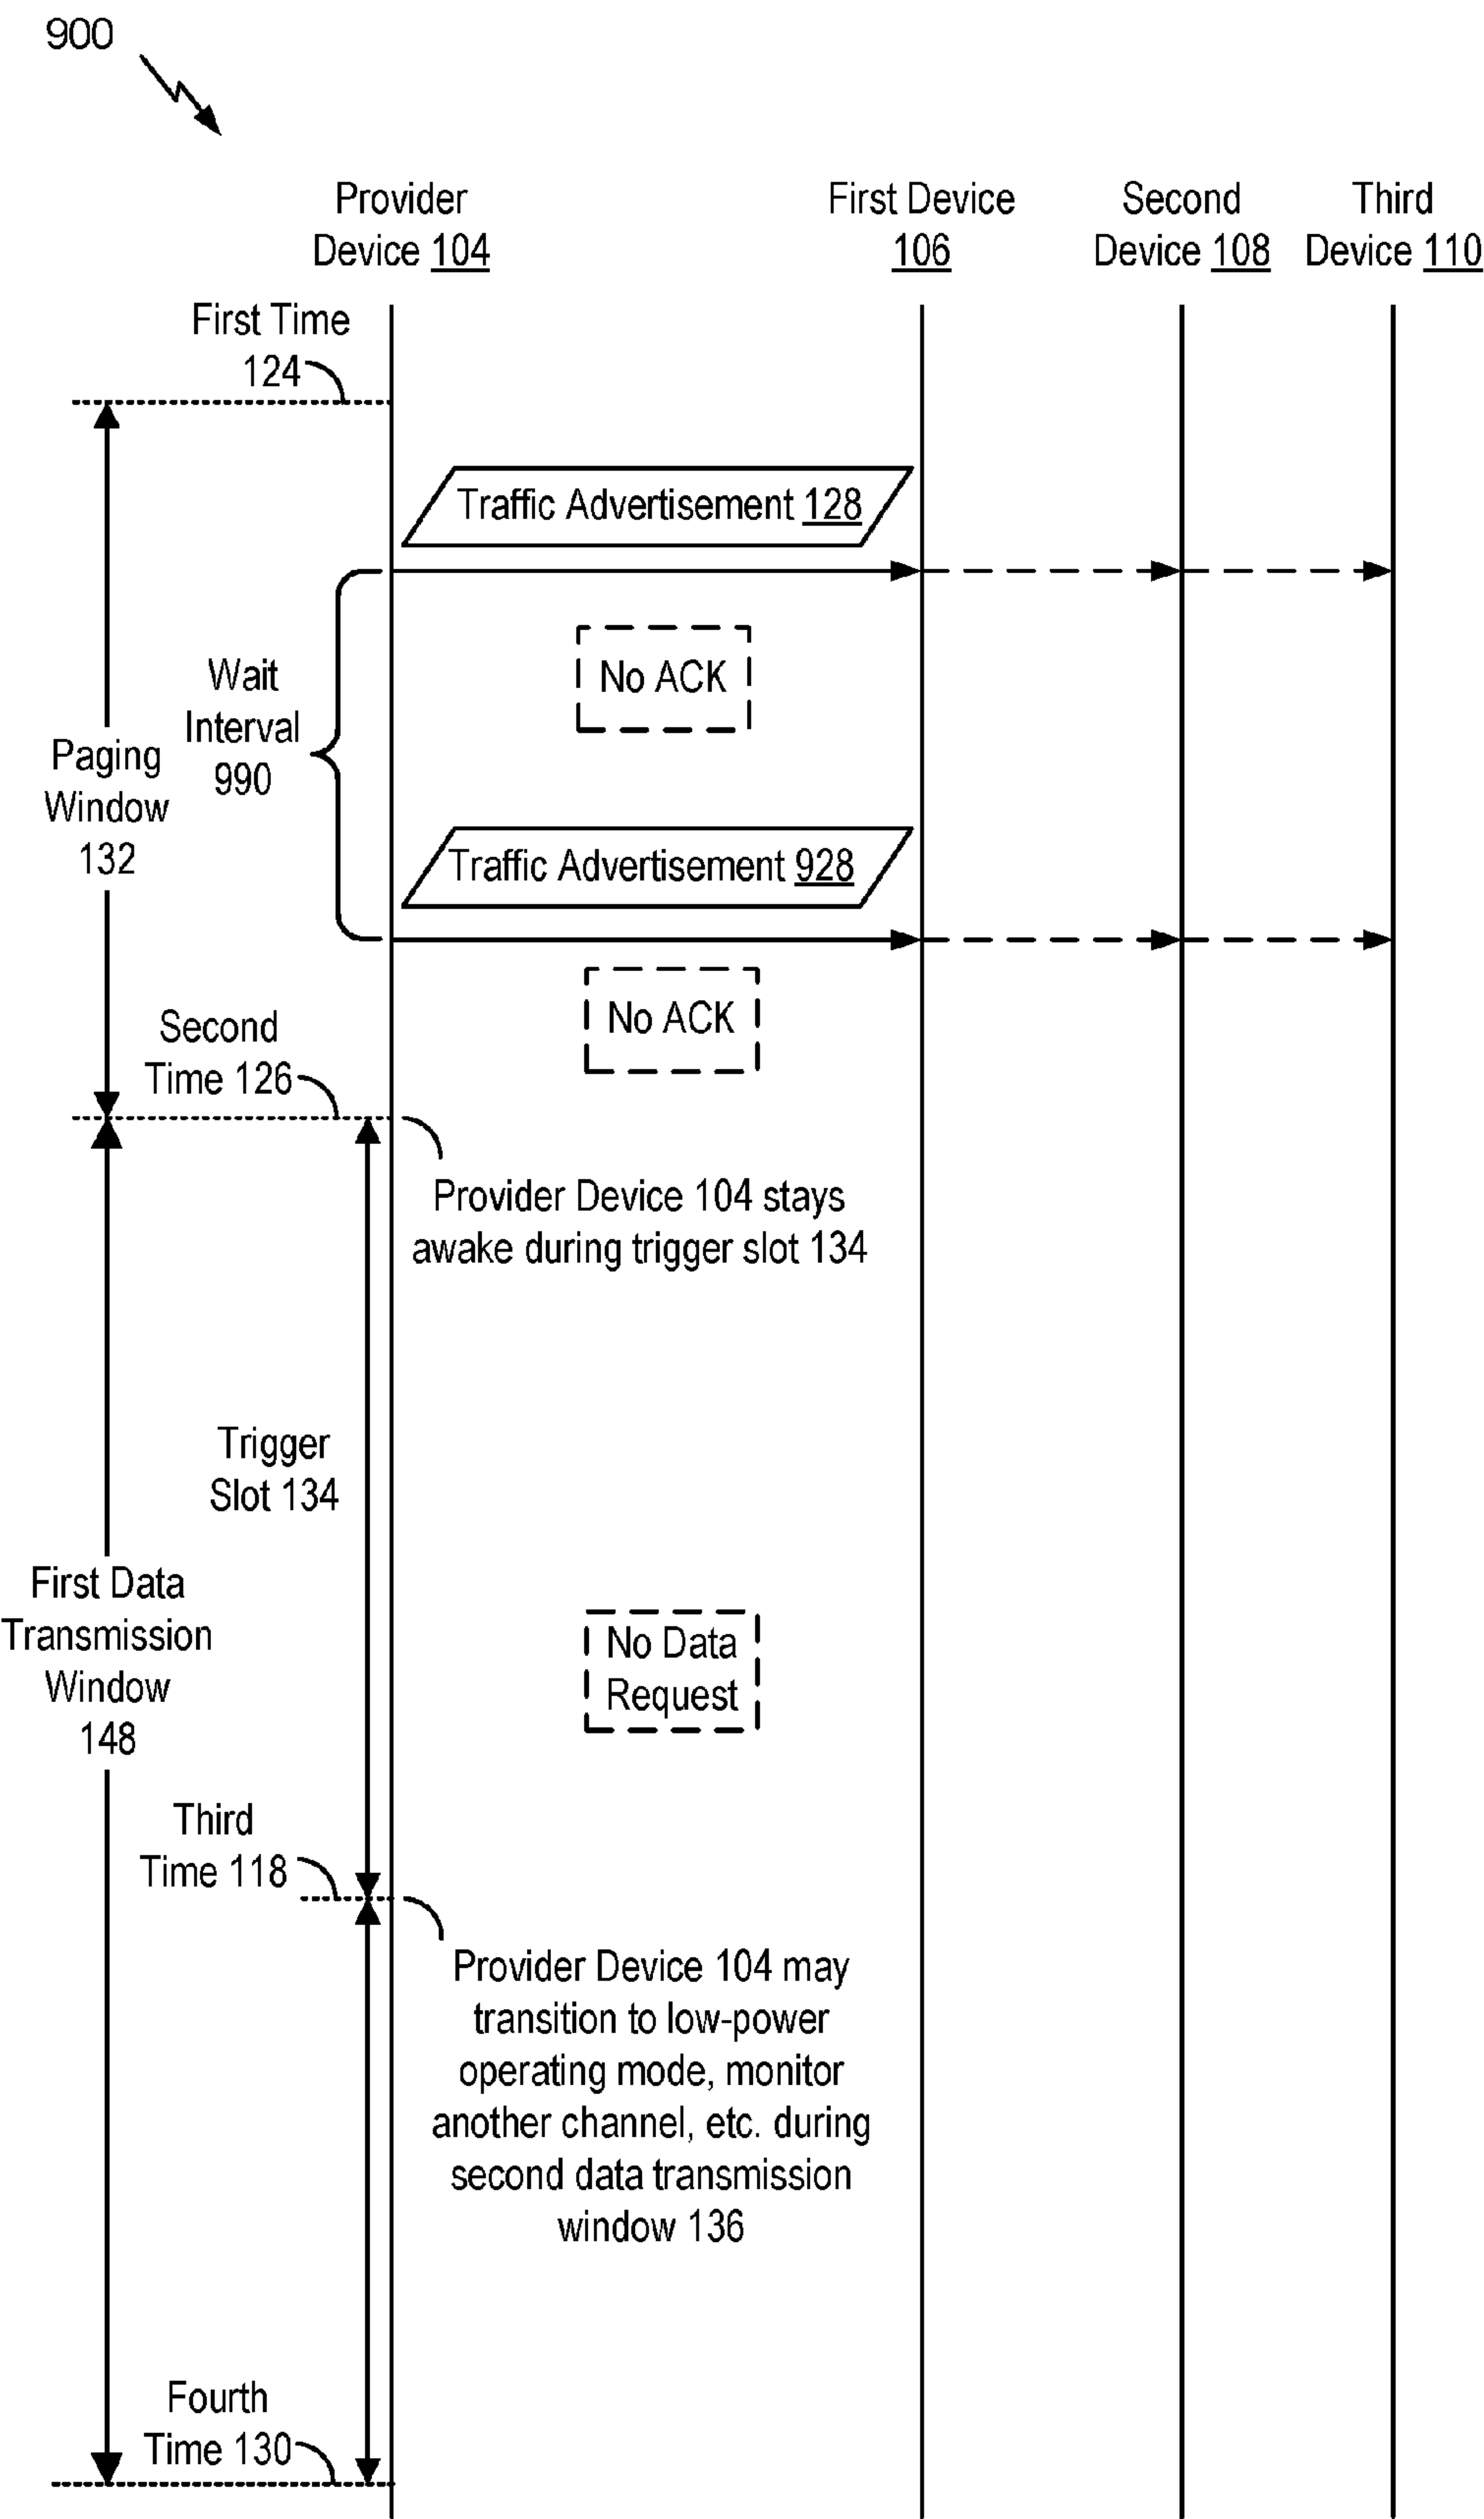 900
Provider
Device 104
First Device
106
Second
Device 108
Third
Device 110
First Time
124
Traffic Advertisement 128
No ACK
Wait
Interval
990
Paging
Window
132
Traffic Advertisement 928
No ACK
Second
Time 126
Provider Device 104 stays
awake during trigger slot 134
Trigger
Slot 134
First Data
Transmission
Window
148
No Data
Request
Third
Time 118
Provider Device 104 may
transition to low-power
operating mode, monitor
another channel, etc. during
second data transmission
window 136
Fourth
Time 130